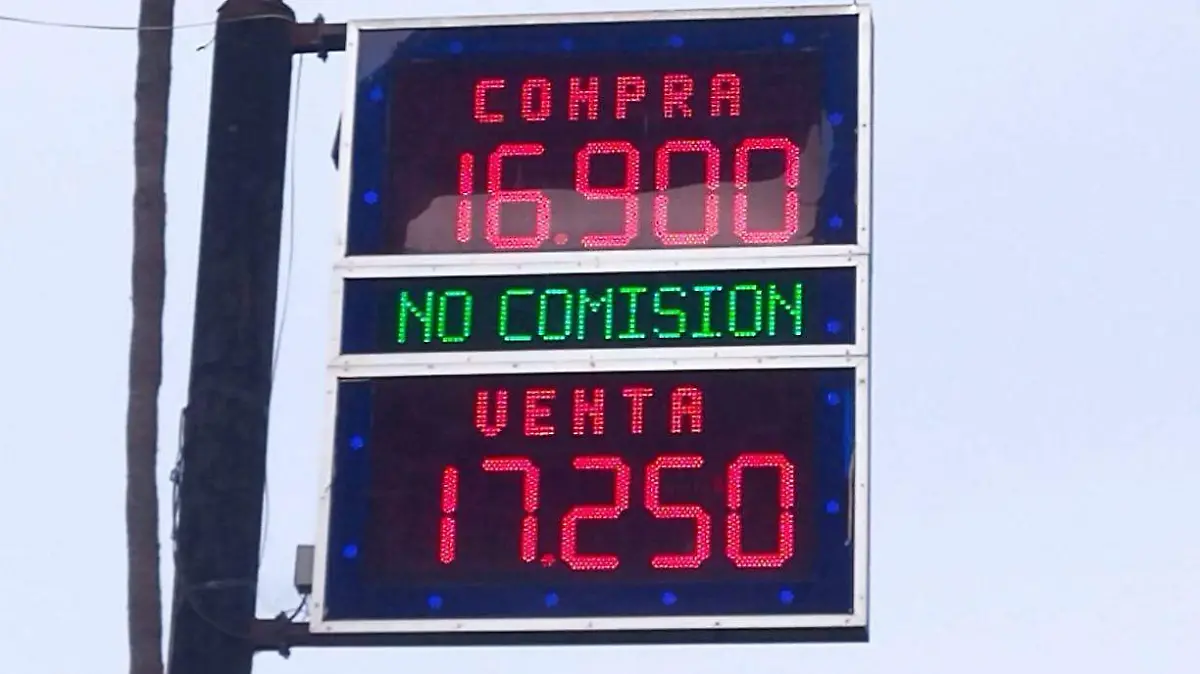 COMPRA
16.900
NO COMISION
VENTA
17.250